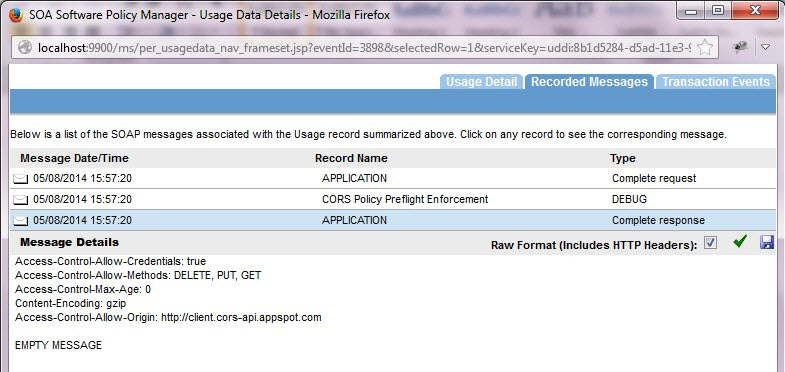 SOA Software Policy Manager - Usage Data Details - Mozilla Firefox
localhost:9900/ms/per_usagedata_nav_frameset.jsp?eventId=3898&selectedRow=1&serviceKey=uddi:8b1d5284-d5ad-11e3-9
Usage Detail Recorded Messages Transaction Events
Below is a list of the SOAP messages associated with the Usage record summarized above. Click on any record to see the corresponding message.
Message Date/Time Record Name Type
05/08/2014 15:57:20 APPLICATION Complete request
05/08/2014 15:57:20 CORS Policy Preflight Enforcement DEBUG
05/08/2014 15:57:20 APPLICATION Complete response
Message Details Raw Format (Includes HTTP Headers):
Access-Control-Allow-Credentials: true
Access-Control-Allow-Methods: DELETE, PUT, GET
Access-Control-Max-Age: 0
Content-Encoding: gzip
Access-Control-Allow-Origin: http://client.cors-api.appspot.com
EMPTY MESSAGE